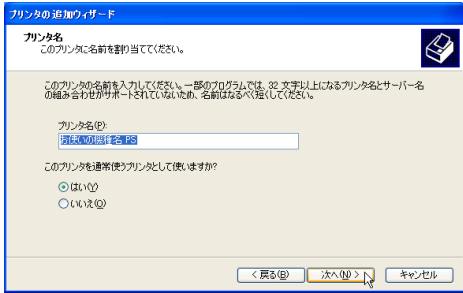 プリンタの追加ウィザード
プリンタ名
このプリンタに名前を割り当ててください。
このプリンタの名前を入力してください。一部のプログラムでは、32 文字以上になるプリンタ名とサーバー名
の組み合わせがサポートされていないため、名前はなるべく短くしてください。
プリンタ名(P):
お使いの機種名 PS
このプリンタを通常使うプリンタとして使いますか?
はい(Y)
いいえ(O)
< 戻る(B)
次へ(N) >
キャンセル